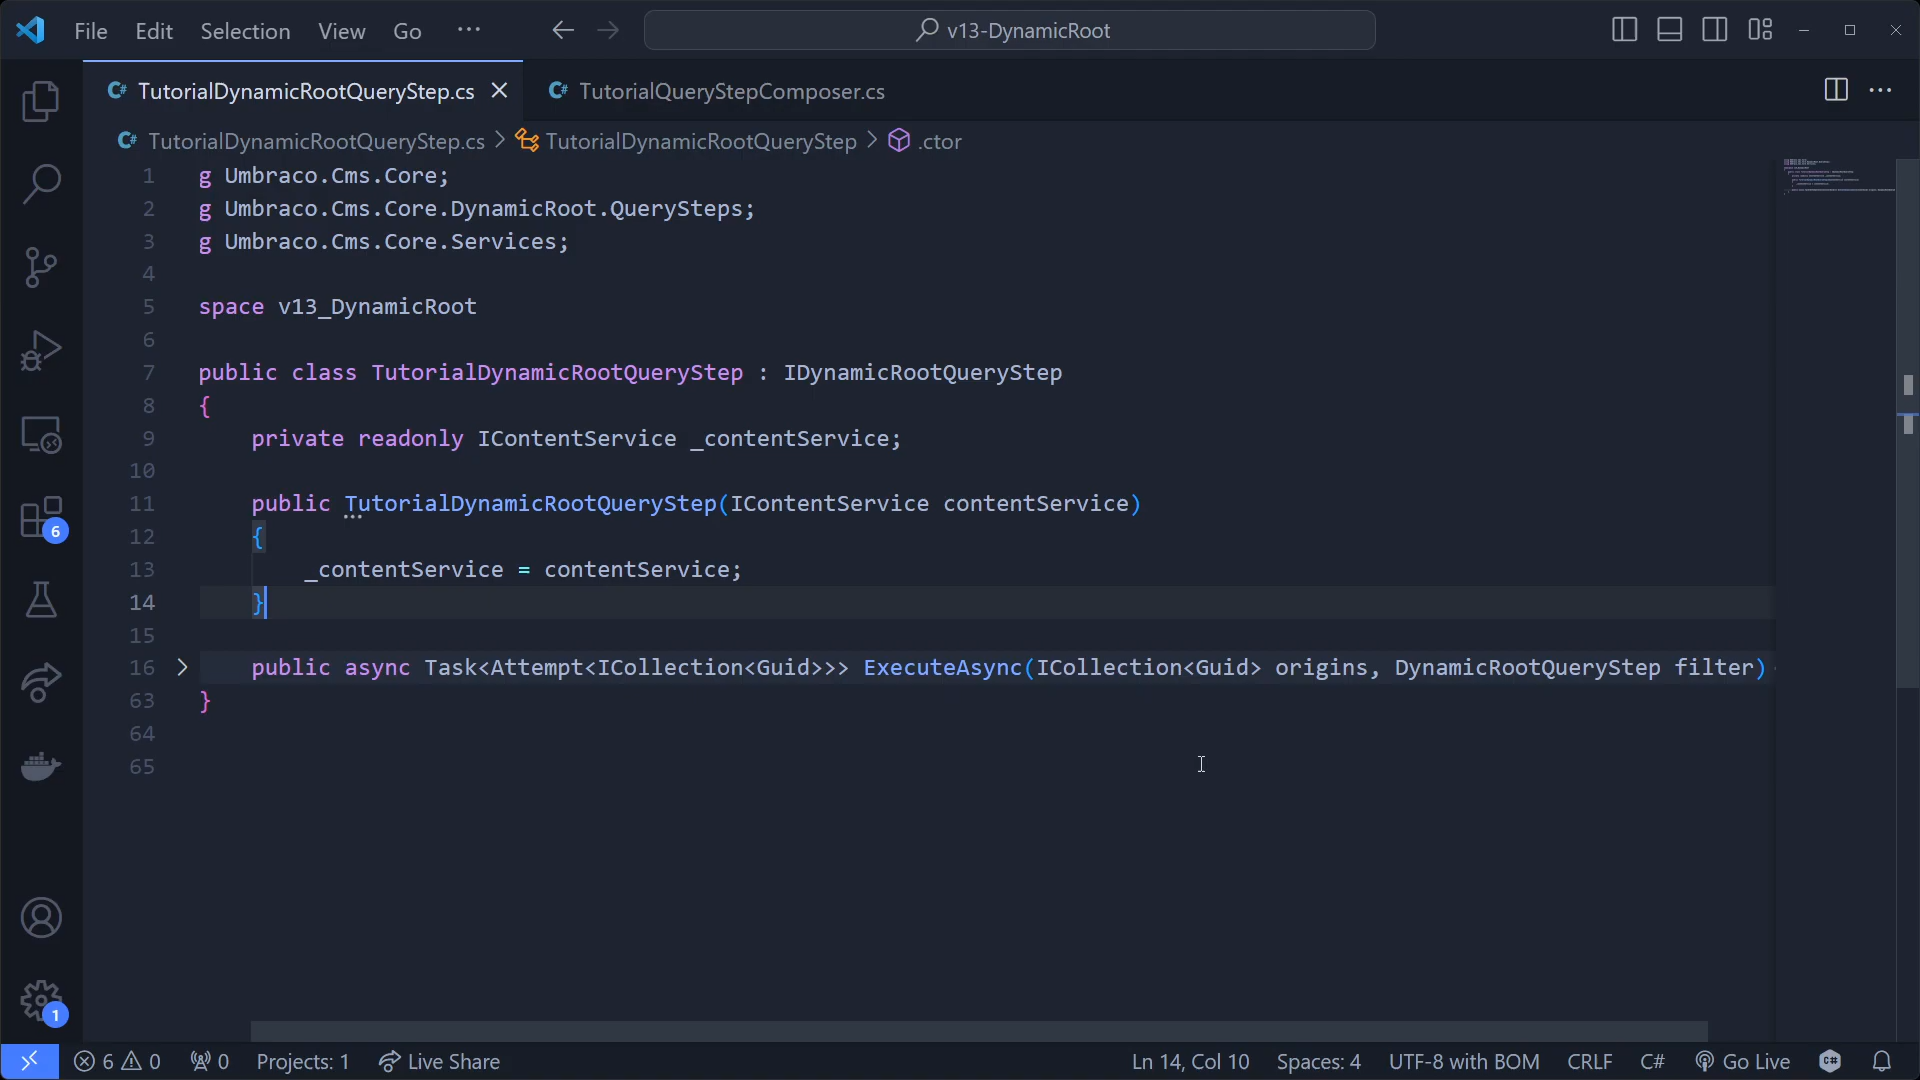 File Edit Selection View Go ··· v13-DynamicRoot
TutorialDynamicRootQueryStep.cs TutorialQueryStepComposer.cs
TutorialDynamicRootQueryStep.cs > TutorialDynamicRootQueryStep > .ctor
1 g Umbraco.Cms.Core;
2 g Umbraco.Cms.Core.DynamicRoot.QuerySteps;
3 g Umbraco.Cms.Core.Services;
4
5 space v13_DynamicRoot
6
7 public class TutorialDynamicRootQueryStep : IDynamicRootQueryStep
8 {
9 private readonly IContentService _contentService;
10
11 public TutorialDynamicRootQueryStep(IContentService contentService)
12 {
13 _contentService = contentService;
14 }
15
16 public async Task<Attempt<ICollection<Guid>>> ExecuteAsync(ICollection<Guid> origins, DynamicRootQueryStep filter)
63 }
64
65
6
1
6 0 0 Projects: 1 Live Share Ln 14, Col 10 Spaces: 4 UTF-8 with BOM CRLF C# Go Live